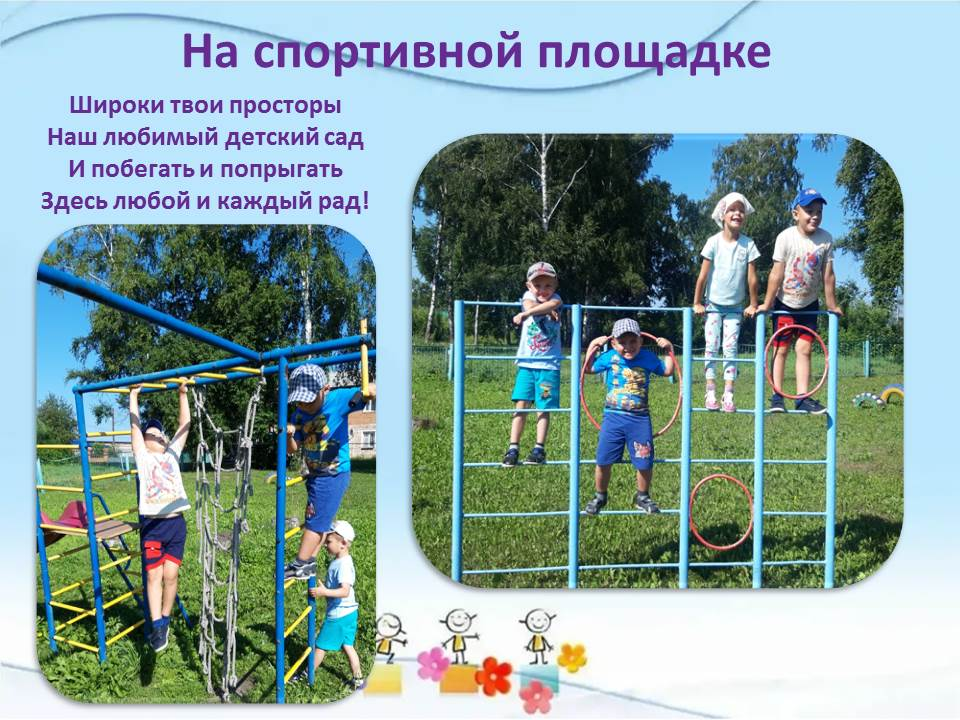 На спортивной площадке
Широки твои просторы
Наш любимый детский сад
И побегать и попрыгать
Здесь любой и каждый рад!